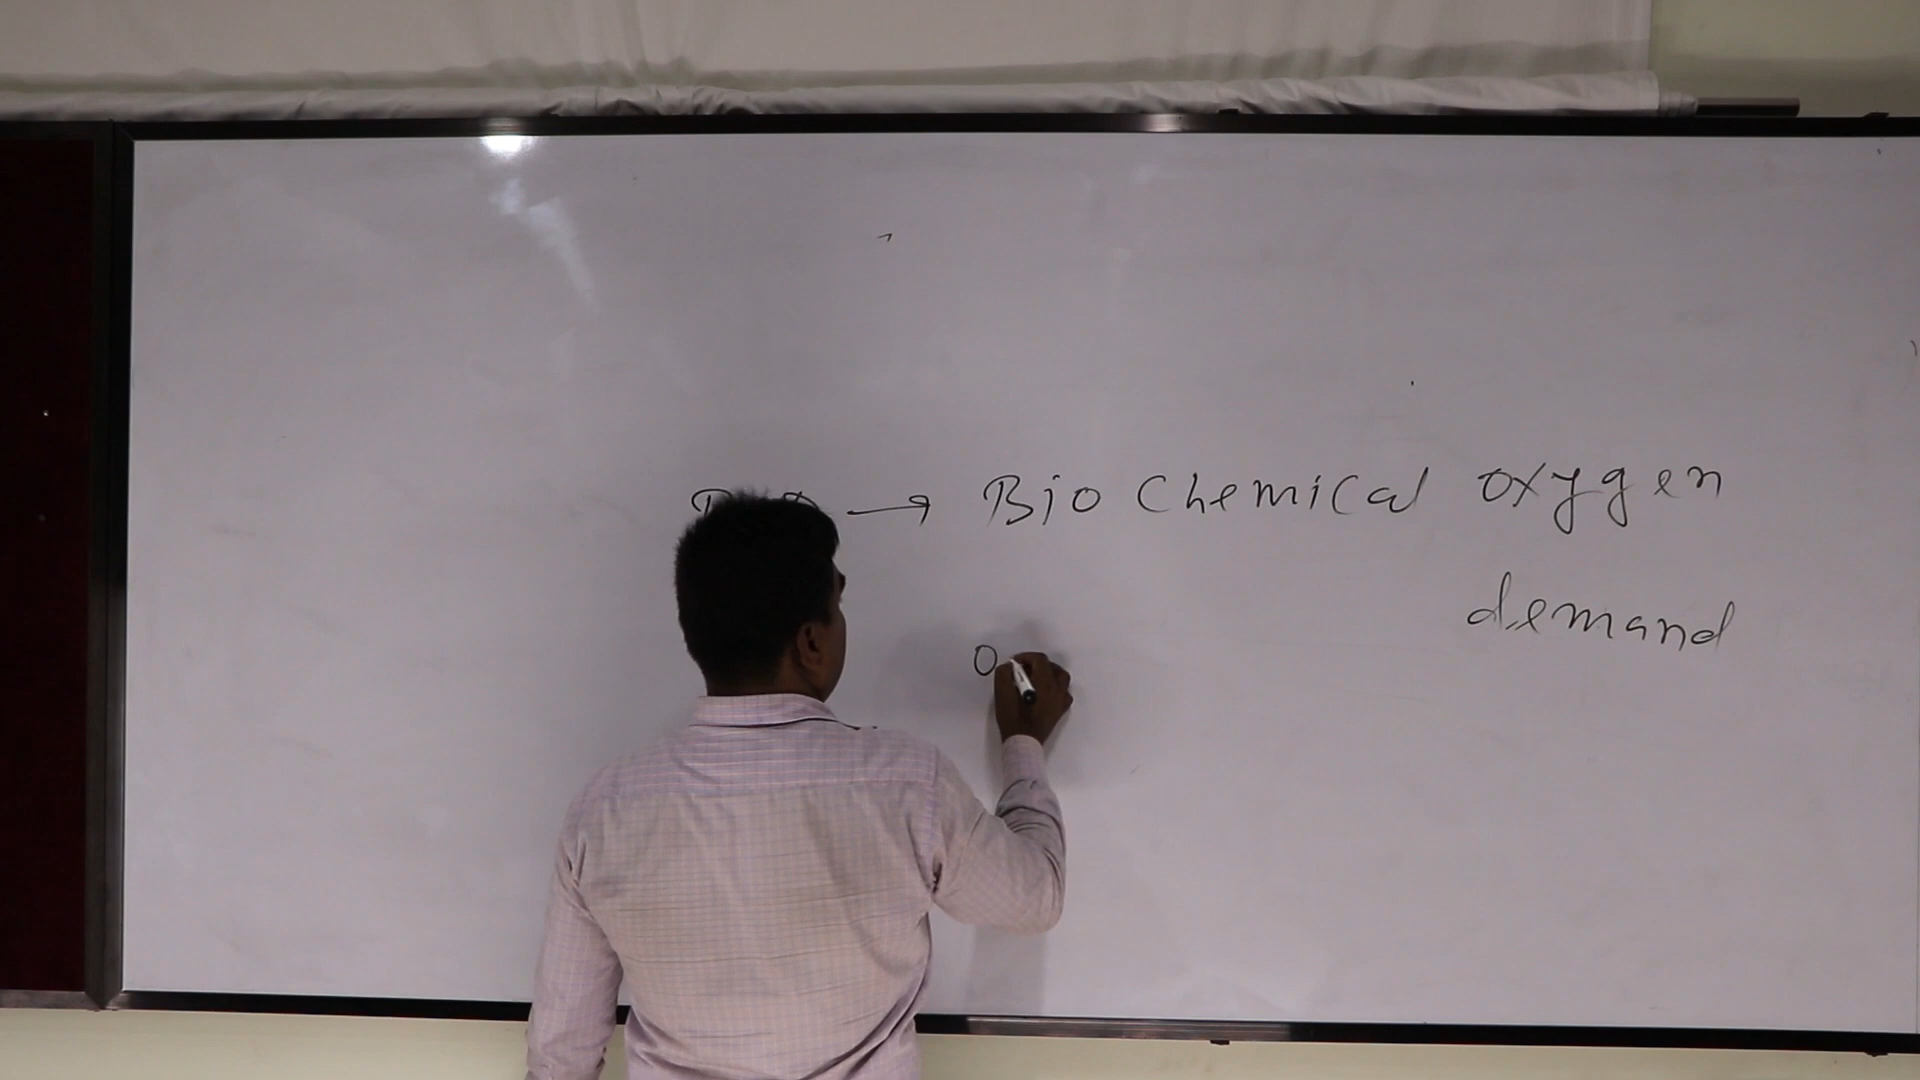 → Bio Chemical oxygen
demand
O